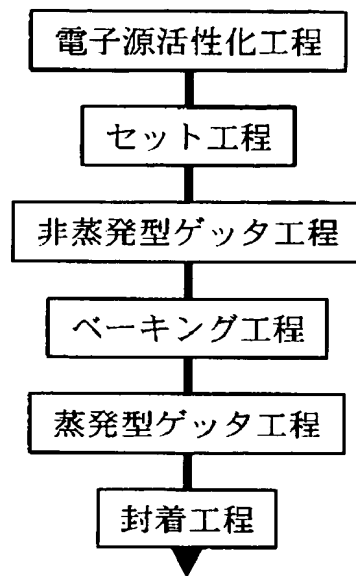 電子源活性化工程
セット工程
非蒸発型ゲッタ工程
ベーキング工程
蒸発型ゲッタ工程
封着工程